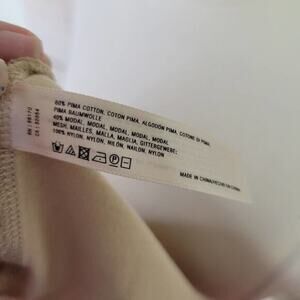 60% PIMA COTTON, COTON PIMA, ALGODON PIMA, COTONE DI PIMA,
PIMA BAUMWOLLE
40% MODAL, MODAL, MODAL, MODAL, MODAL
MESH, MAILLES, MALLA, MAGLIA, GITTERGEWEBE:
100% NYLON, NYLON, NILÓN, NAILON, NYLON
MADE IN CHINA/